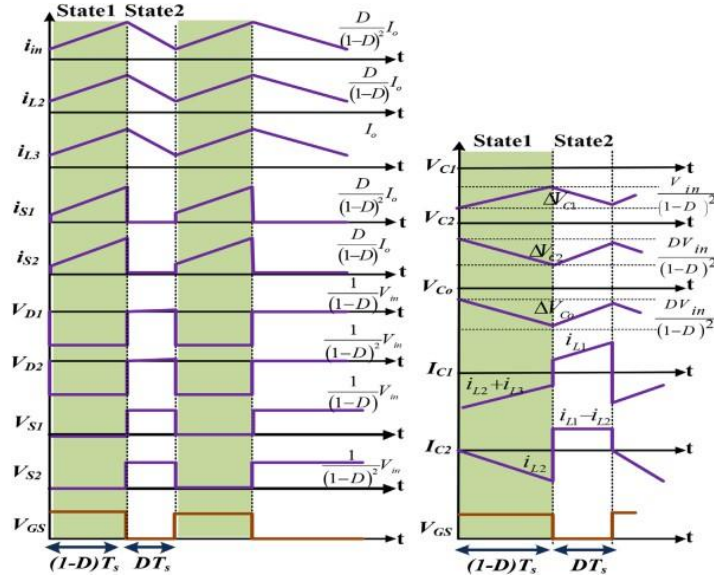 State1 State2
i_in
D/(1-D)^2 I_o
t
i_L2
D/(1-D) I_o
t
i_L3
I_o
t
i_S1
D/(1-D)^2 I_o
t
i_S2
D/(1-D) I_o
t
V_D1
1/(1-D) V_in
t
V_D2
1/(1-D)^2 V_in
t
V_S1
1/(1-D) V_in
t
V_S2
1/(1-D)^2 V_in
t
V_GS
t
(1-D)T_s DT_s
State1 State2
V_C1
t
ΔV_C1
V_in/(1-D)^2
V_C2
t
ΔV_C2
DV_in/(1-D)^2
V_Co
t
ΔV_Co
DV_in/(1-D)^2
i_L1
I_C1
t
i_L2+i_L3
i_L1-i_L2
I_C2
t
i_L2
V_GS
t
(1-D)T_s DT_s